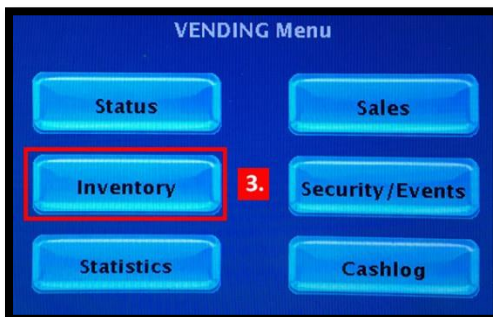 VENDING Menu
Status
Sales
Inventory
3.
Security/Events
Statistics
Cashlog